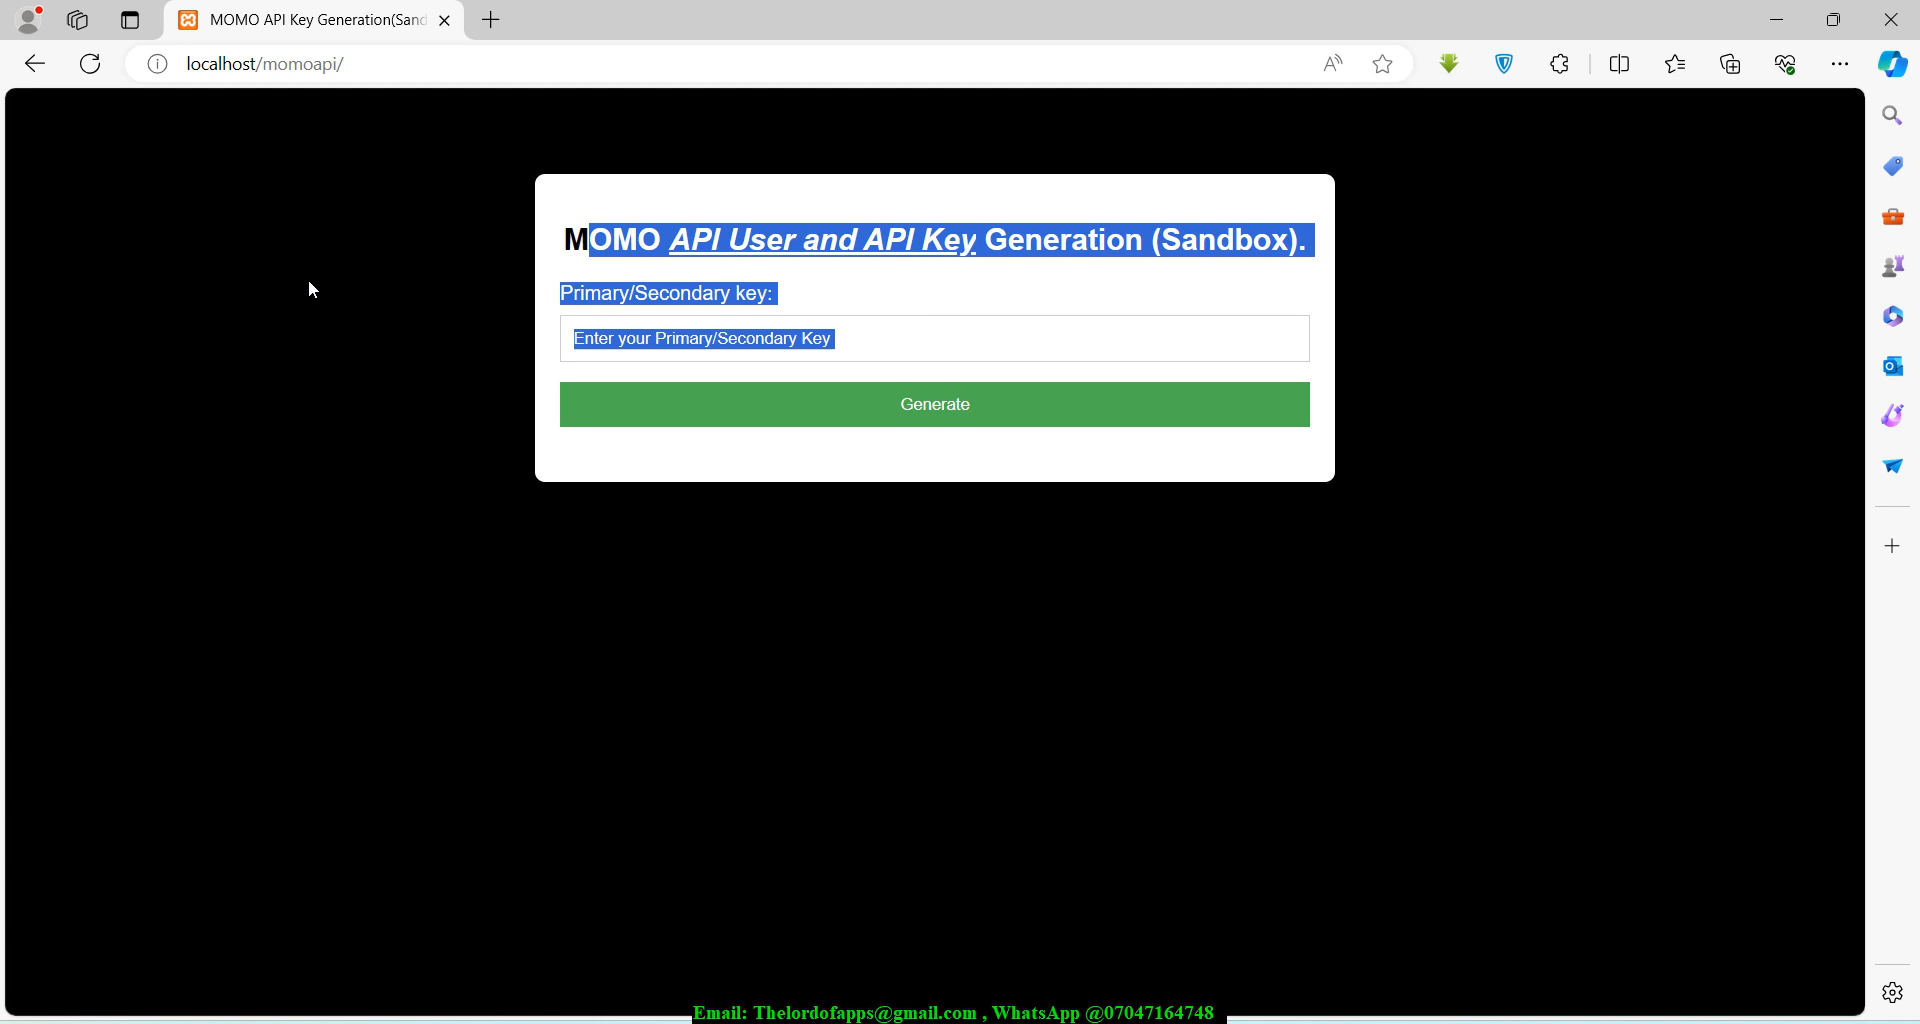 MOMO API Key Generation(Sand
localhost/momoapi/
MOMO API User and API Key Generation (Sandbox).
Primary/Secondary key:
Enter your Primary/Secondary Key
Generate
Email: Thelordofapps@gmail.com , WhatsApp @07047164748